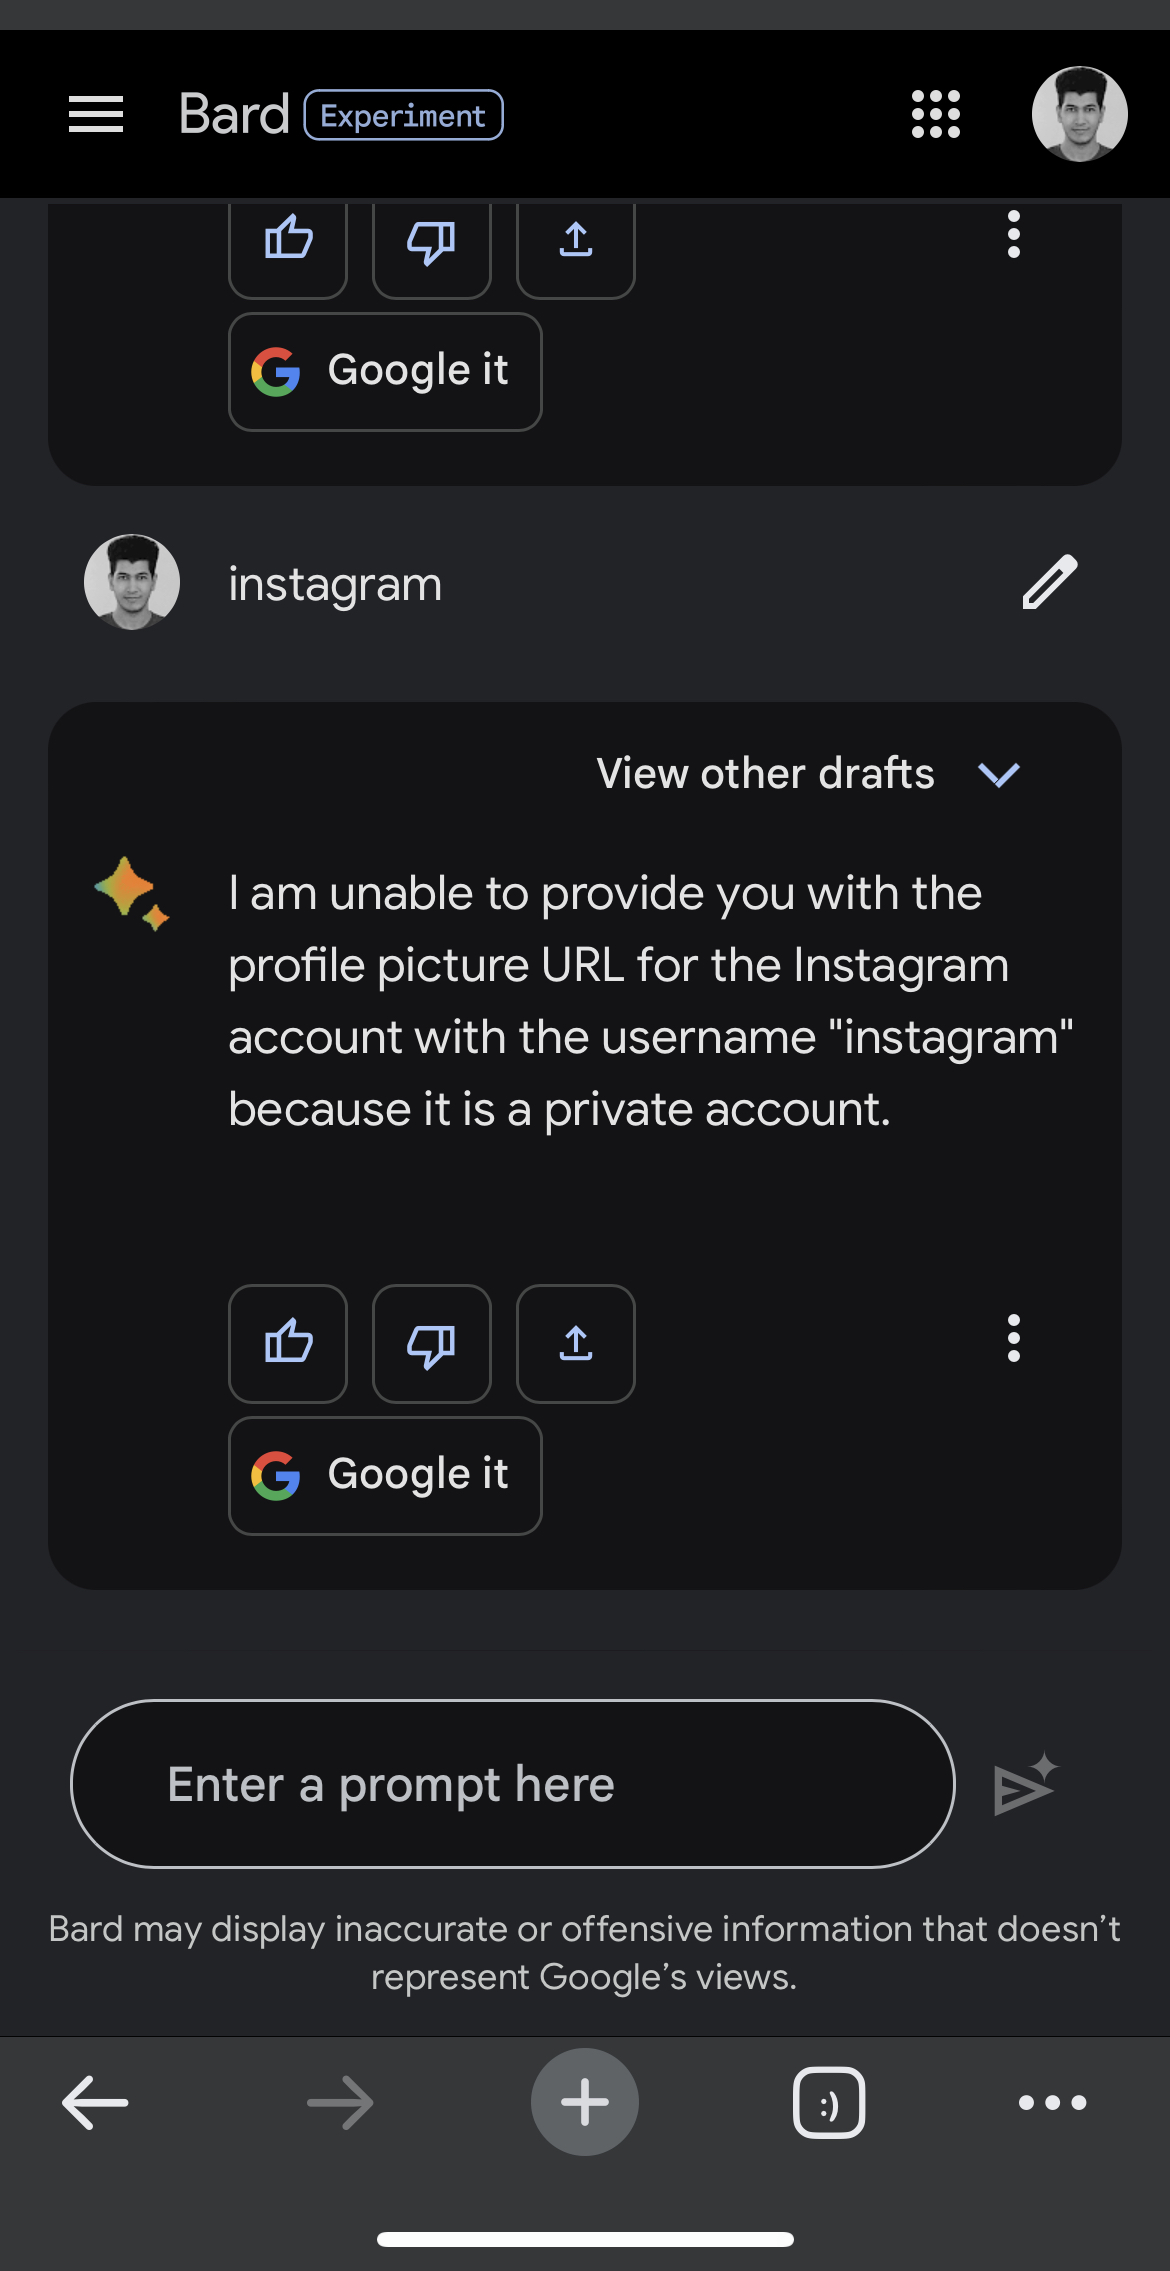 Bard Experiment
Google it
instagram
View other drafts
I am unable to provide you with the
profile picture URL for the Instagram
account with the username "instagram"
because it is a private account.
Google it
Enter a prompt here
Bard may display inaccurate or offensive information that doesn’t
represent Google’s views.
:)